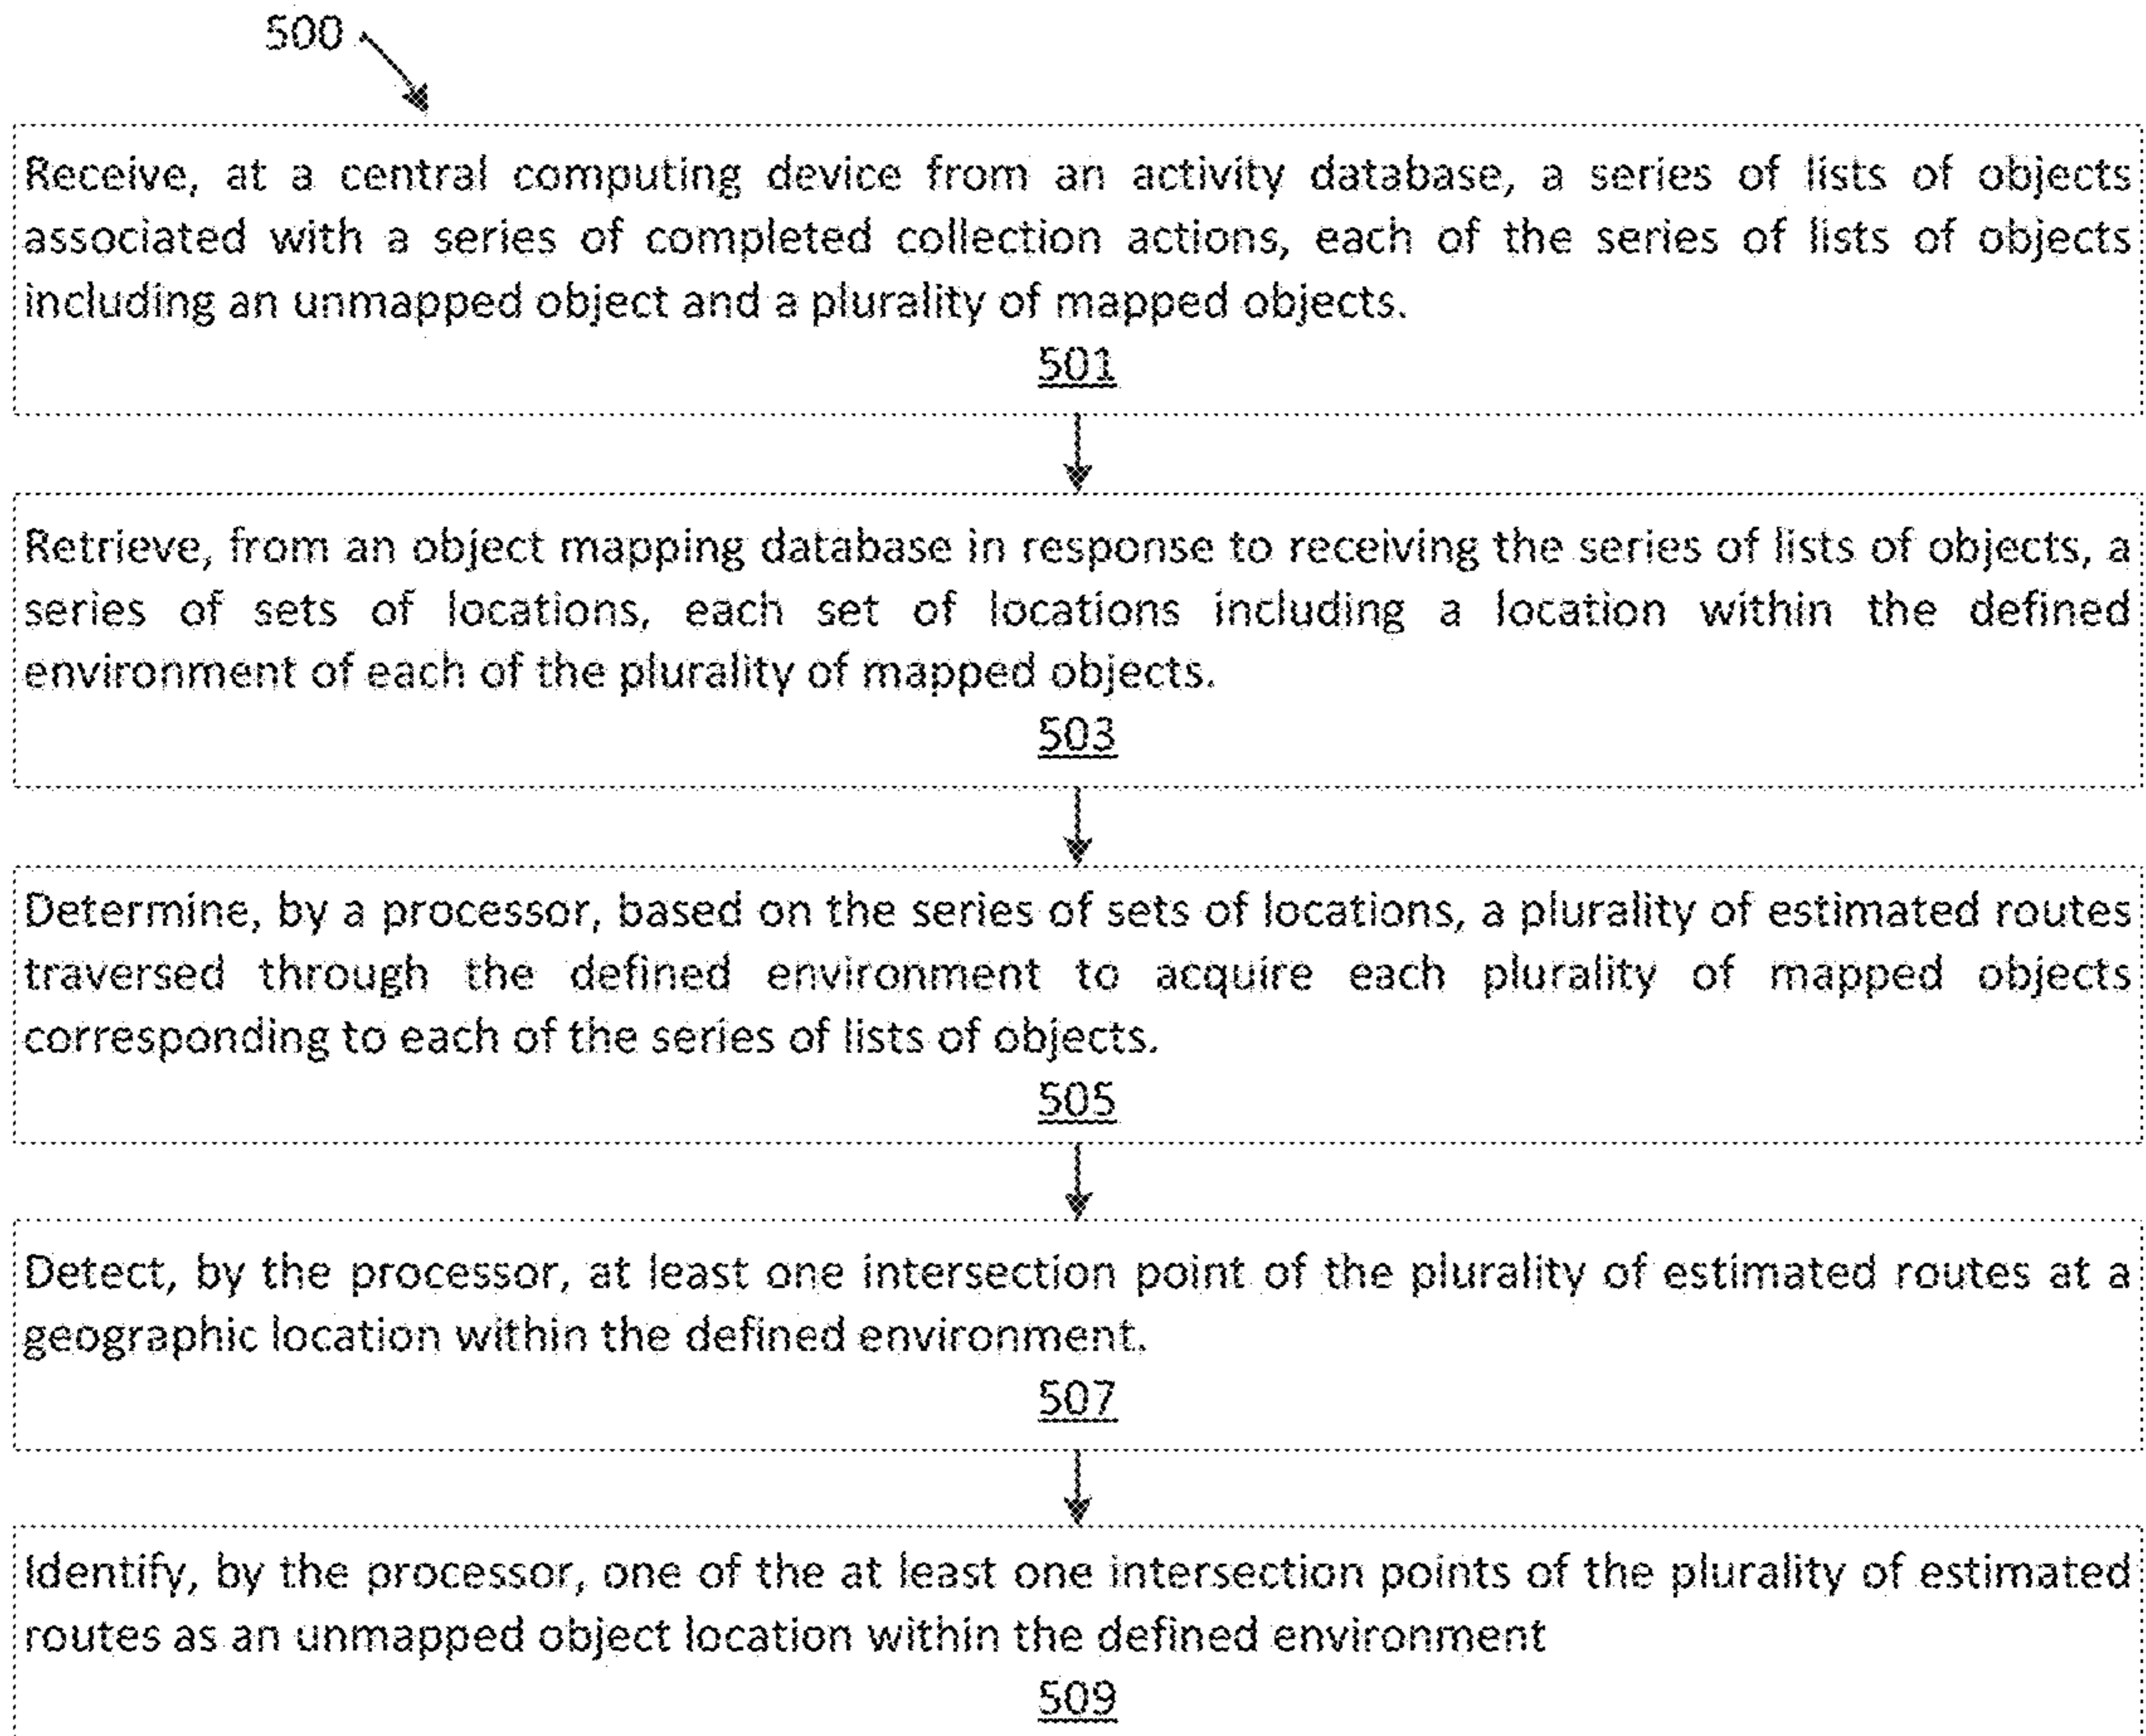 500
Receive, at a central computing device from an activity database, a series of lists of objects
associated with a series of completed collection actions, each of the series of lists of objects
including an unmapped object and a plurality of mapped objects.
501
Retrieve, from an object mapping database in response to receiving the series of lists of objects, a
series of sets of locations, each set of locations including a location within the defined
environment of each of the plurality of mapped objects.
503
Determine, by a processor, based on the series of sets of locations, a plurality of estimated routes
traversed through the defined environment to acquire each plurality of mapped objects
corresponding to each of the series of lists of objects.
505
Detect, by the processor, at least one intersection point of the plurality of estimated routes at a
geographic location within the defined environment.
507
Identify, by the processor, one of the at least one intersection points of the plurality of estimated
routes as an unmapped object location within the defined environment
509